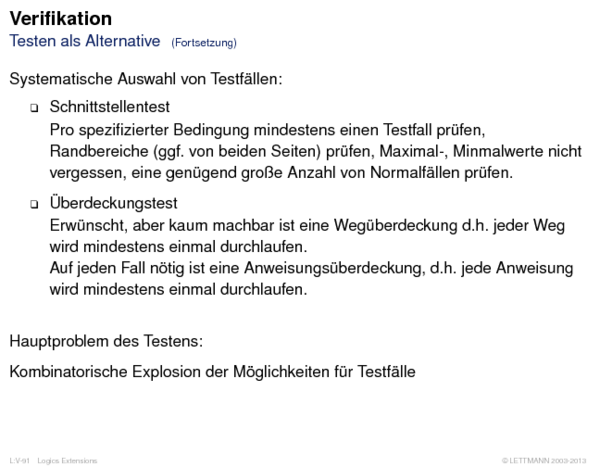 Verifikation
Testen als Alternative (Fortsetzung)
Systematische Auswahl von Testfällen:
❑ Schnittstellentest
Pro spezifizierter Bedingung mindestens einen Testfall prüfen,
Randbereiche (ggf. von beiden Seiten) prüfen, Maximal-, Minmalwerte nicht
vergessen, eine genügend große Anzahl von Normalfällen prüfen.
❑ Überdeckungstest
Erwünscht, aber kaum machbar ist eine Wegüberdeckung d.h. jeder Weg
wird mindestens einmal durchlaufen.
Auf jeden Fall nötig ist eine Anweisungsüberdeckung, d.h. jede Anweisung
wird mindestens einmal durchlaufen.
Hauptproblem des Testens:
Kombinatorische Explosion der Möglichkeiten für Testfälle
L:V-91 Logics Extensions © LETTMANN 2003-2013